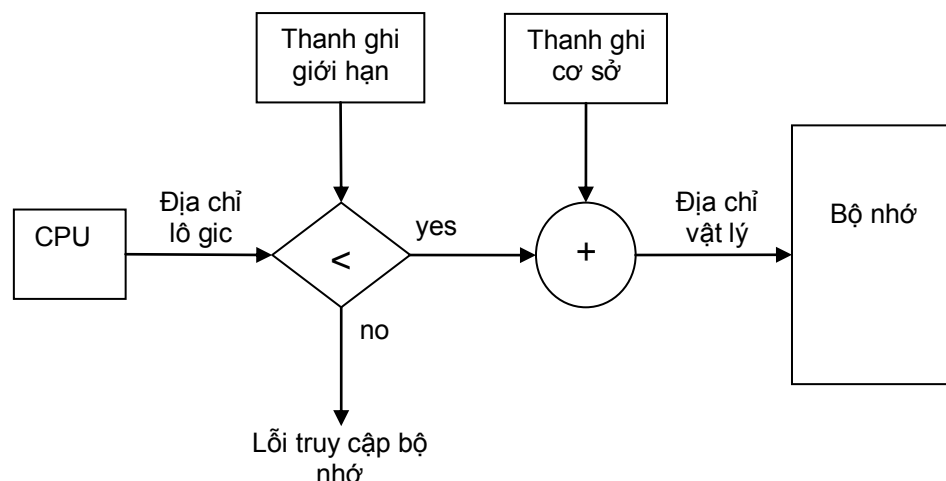 Thanh ghi
giới hạn
Thanh ghi
cơ sở
CPU
Địa chỉ
lô gic
<
yes
+
Địa chỉ
vật lý
Bộ nhớ
no
Lỗi truy cập bộ
nhớ